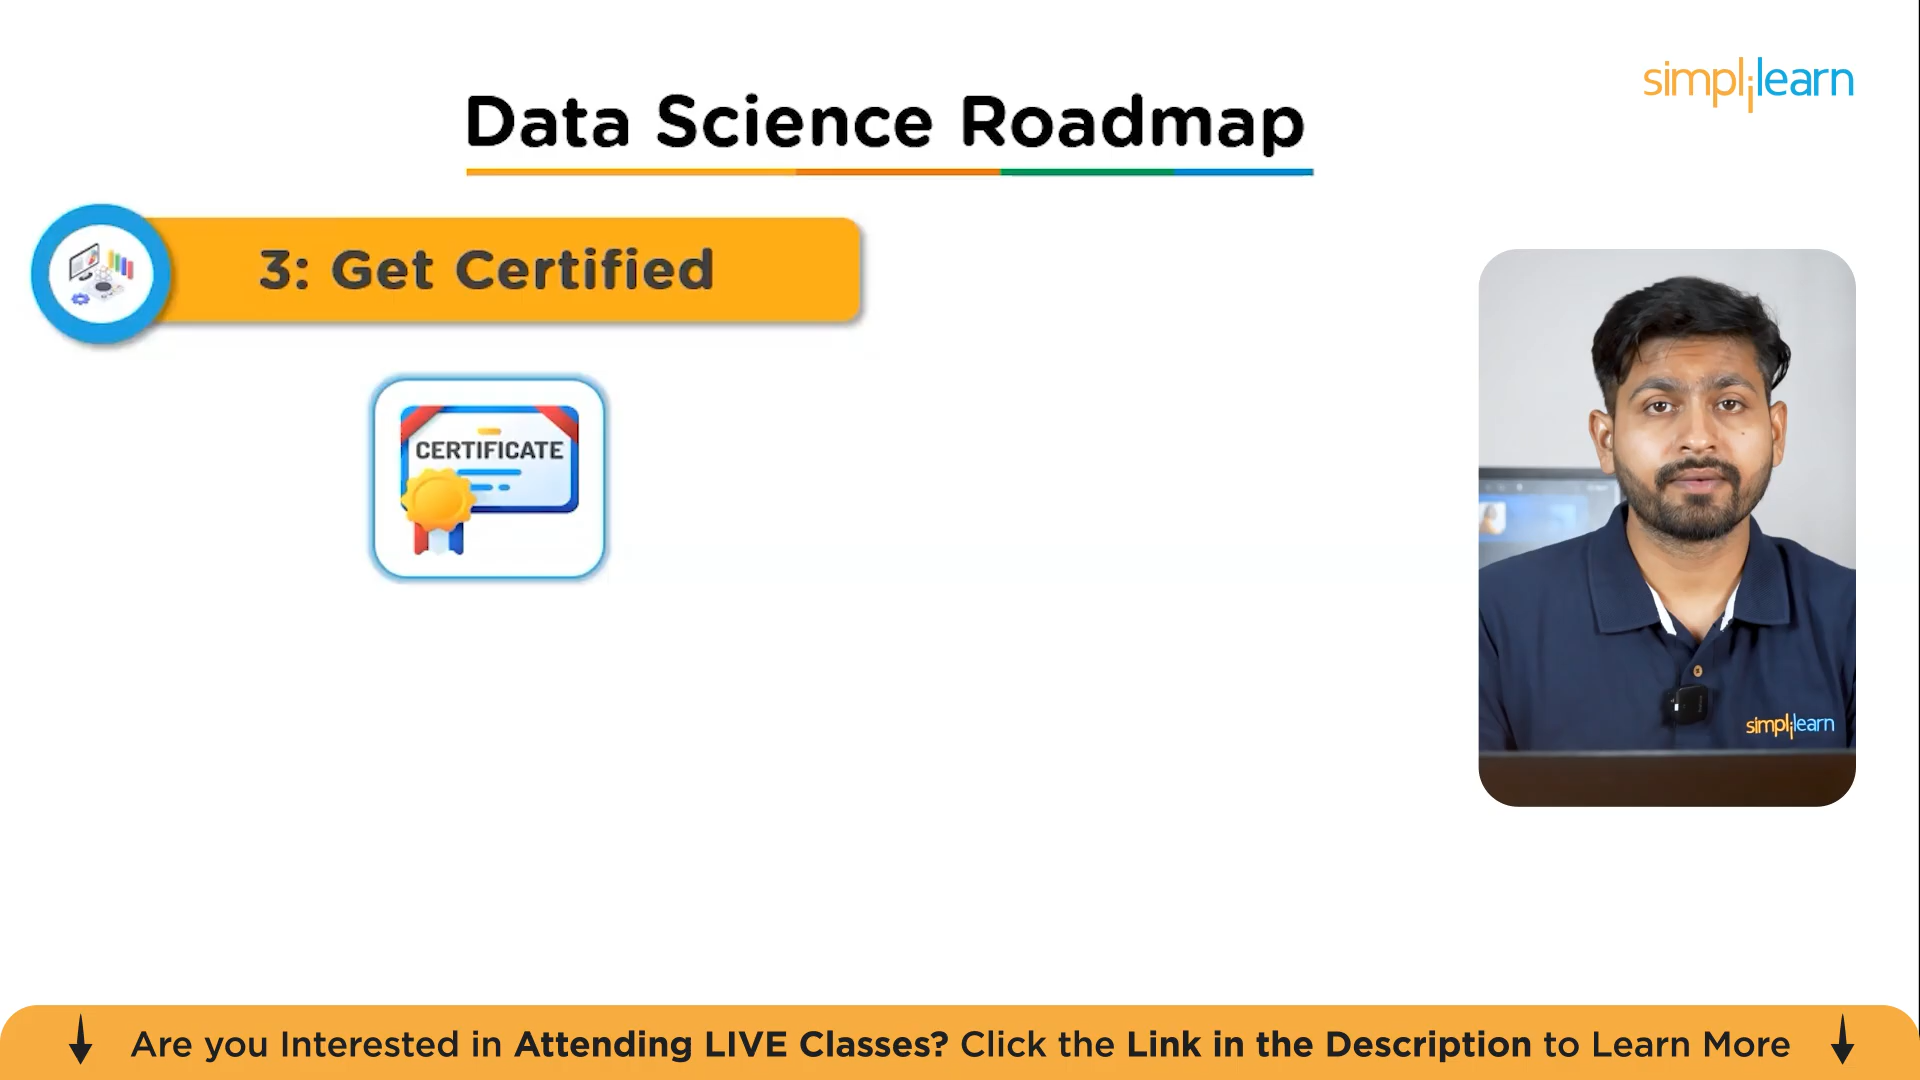 simplilearn
Data Science Roadmap
3: Get Certified
CERTIFICATE
simplilearn
Are you Interested in Attending LIVE Classes? Click the Link in the Description to Learn More